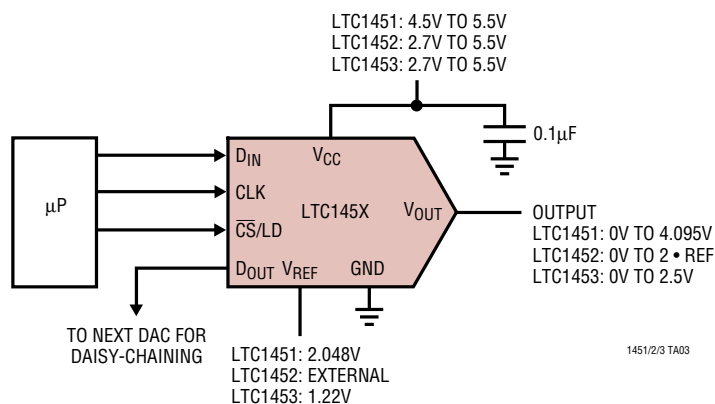 LTC1451: 4.5V TO 5.5V
LTC1452: 2.7V TO 5.5V
LTC1453: 2.7V TO 5.5V
0.1µF
µP
DIN
VCC
CLK
LTC145X
VOUT
CS/LD
DOUT
VREF
GND
OUTPUT
LTC1451: 0V TO 4.095V
LTC1452: 0V TO 2 • REF
LTC1453: 0V TO 2.5V
TO NEXT DAC FOR
DAISY-CHAINING
LTC1451: 2.048V
LTC1452: EXTERNAL
LTC1453: 1.22V
1451/2/3 TA03